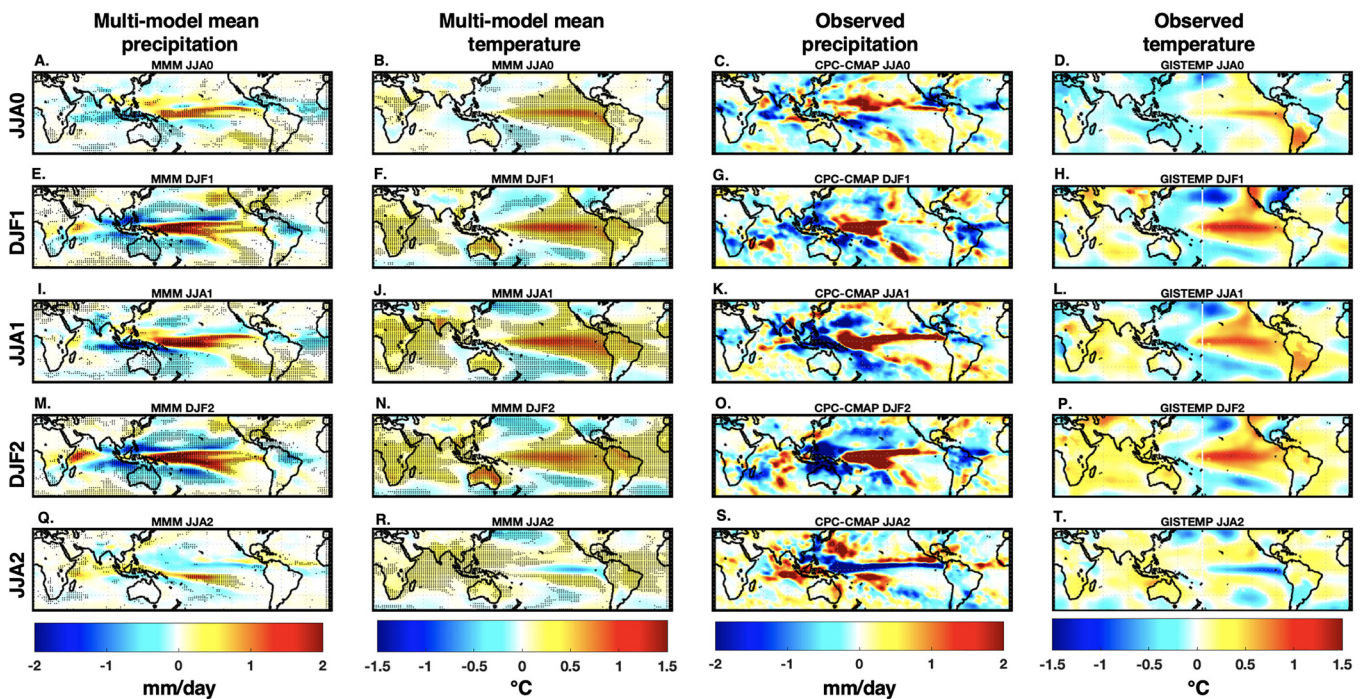 Multi-model mean
precipitation
Multi-model mean
temperature
Observed
precipitation
Observed
temperature
JJA0
A. MMM JJA0
B. MMM JJA0
C. CPC-CMAP JJA0
D. GISTEMP JJA0
DJF1
E. MMM DJF1
F. MMM DJF1
G. CPC-CMAP DJF1
H. GISTEMP DJF1
JJA1
I. MMM JJA1
J. MMM JJA1
K. CPC-CMAP JJA1
L. GISTEMP JJA1
DJF2
M. MMM DJF2
N. MMM DJF2
O. CPC-CMAP DJF2
P. GISTEMP DJF2
JJA2
Q. MMM JJA2
R. MMM JJA2
S. CPC-CMAP JJA2
T. GISTEMP JJA2
-2 -1 0 1 2
-1.5 -1 -0.5 0 0.5 1 1.5
-2 -1 0 1 2
-1.5 -1 -0.5 0 0.5 1 1.5
mm/day
°C
mm/day
°C